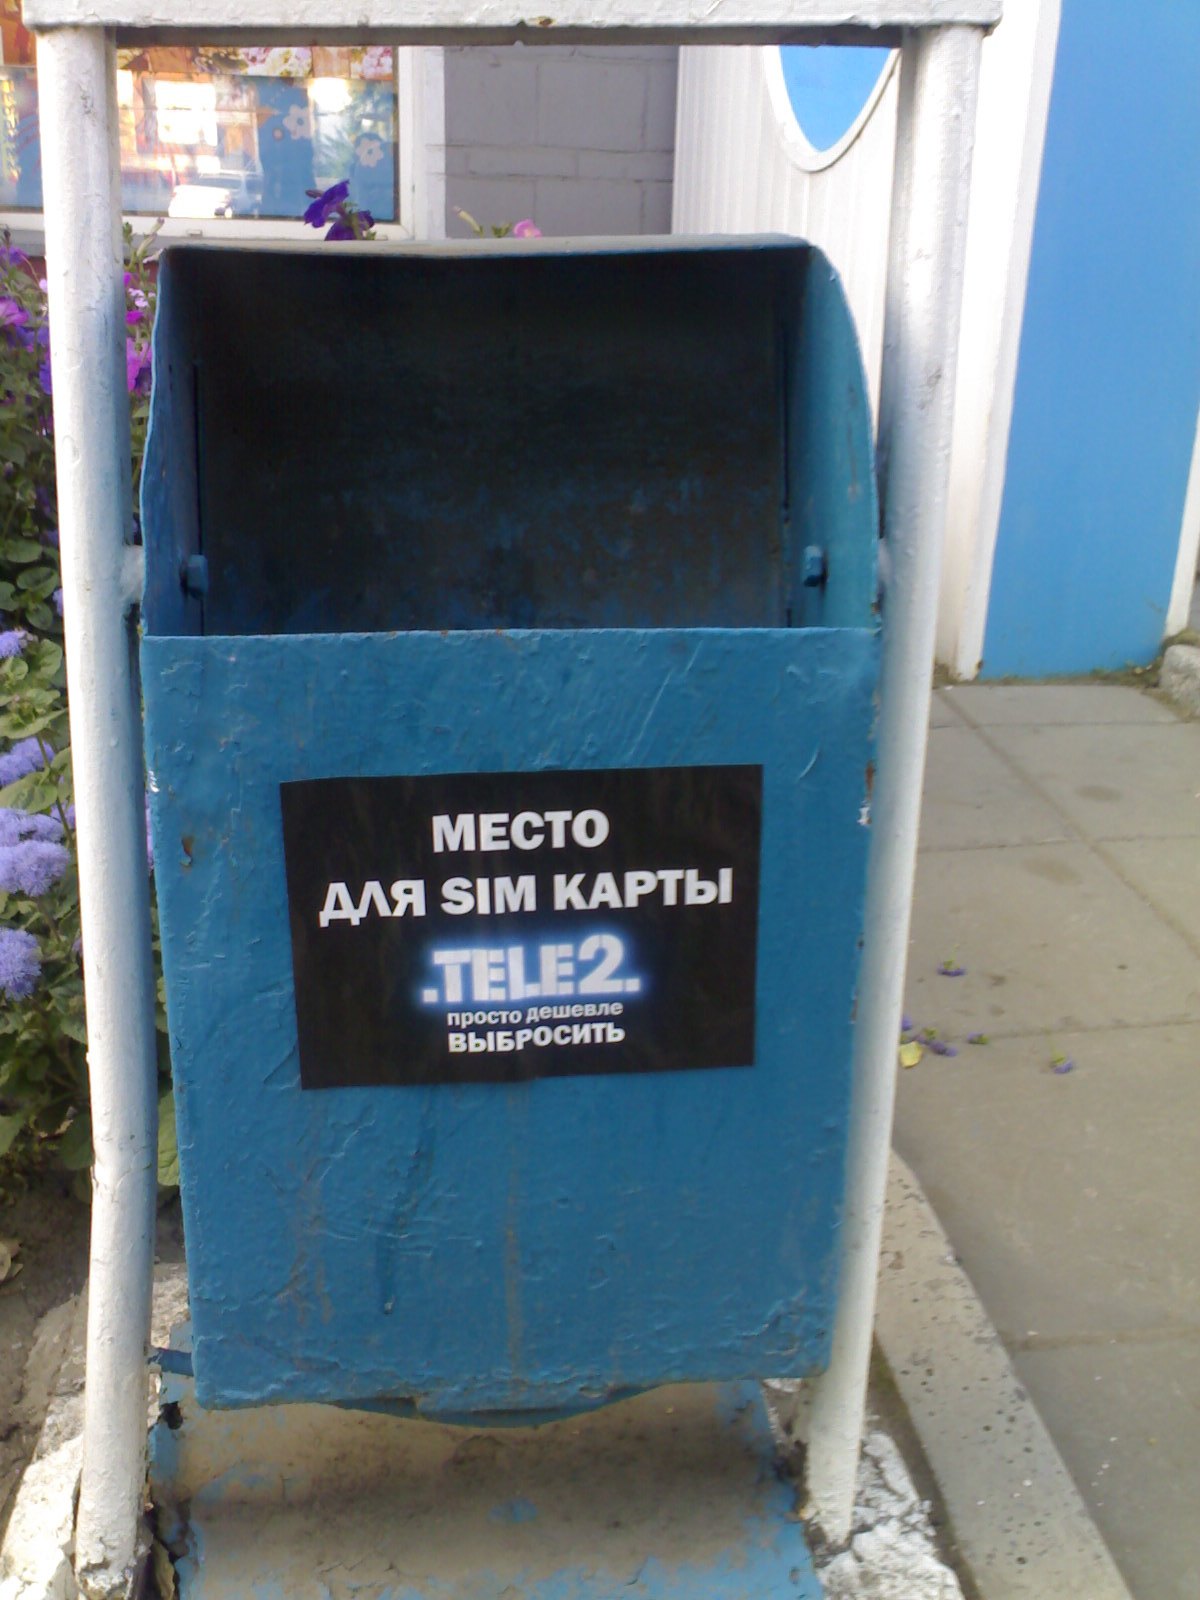 МЕСТО
ДЛЯ SIM КАРТЫ
.TELE2.
просто дешевле
ВЫБРОСИТЬ